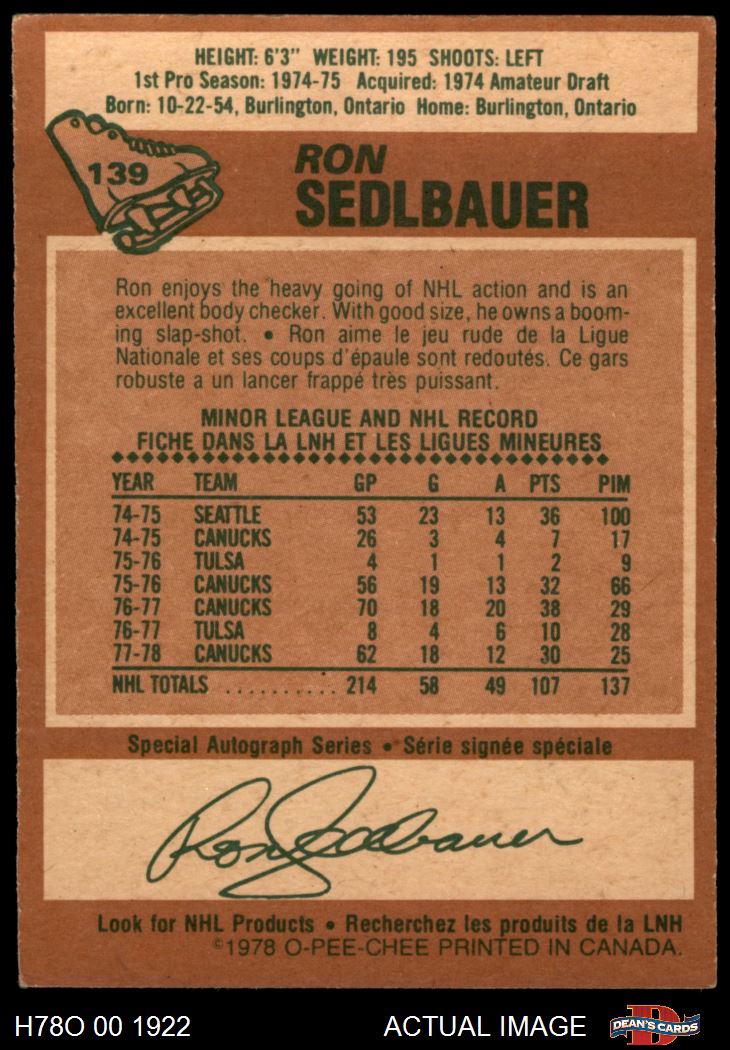 HEIGHT: 6'3" WEIGHT: 195 SHOOTS: LEFT
1st Pro Season: 1974-75 Acquired: 1974 Amateur Draft
Born: 10-22-54, Burlington, Ontario Home: Burlington, Ontario
139
RON
SEDLBAUER
Ron enjoys the heavy going of NHL action and is an
excellent body checker. With good size, he owns a boom-
ing slap-shot. • Ron aime le jeu rude de la Ligue
Nationale et ses coups d'épaule sont redoutés. Ce gars
robuste a un lancer frappé très puissant.
MINOR LEAGUE AND NHL RECORD
FICHE DANS LA LNH ET LES LIGUES MINEURES
YEAR TEAM GP G A PTS PIM
74-75 SEATTLE 53 23 13 36 100
74-75 CANUCKS 26 3 4 7 17
75-76 TULSA 4 1 1 2 9
75-76 CANUCKS 56 19 13 32 66
76-77 CANUCKS 70 18 20 38 29
76-77 TULSA 8 4 6 10 28
77-78 CANUCKS 62 18 12 30 25
NHL TOTALS .......... 214 58 49 107 137
Special Autograph Series • Série signée spéciale
Ron Sedlbauer
Look for NHL Products • Recherchez les produits de la LNH
©1978 O-PEE-CHEE PRINTED IN CANADA.
H78O 00 1922 ACTUAL IMAGE DEAN'S CARDS